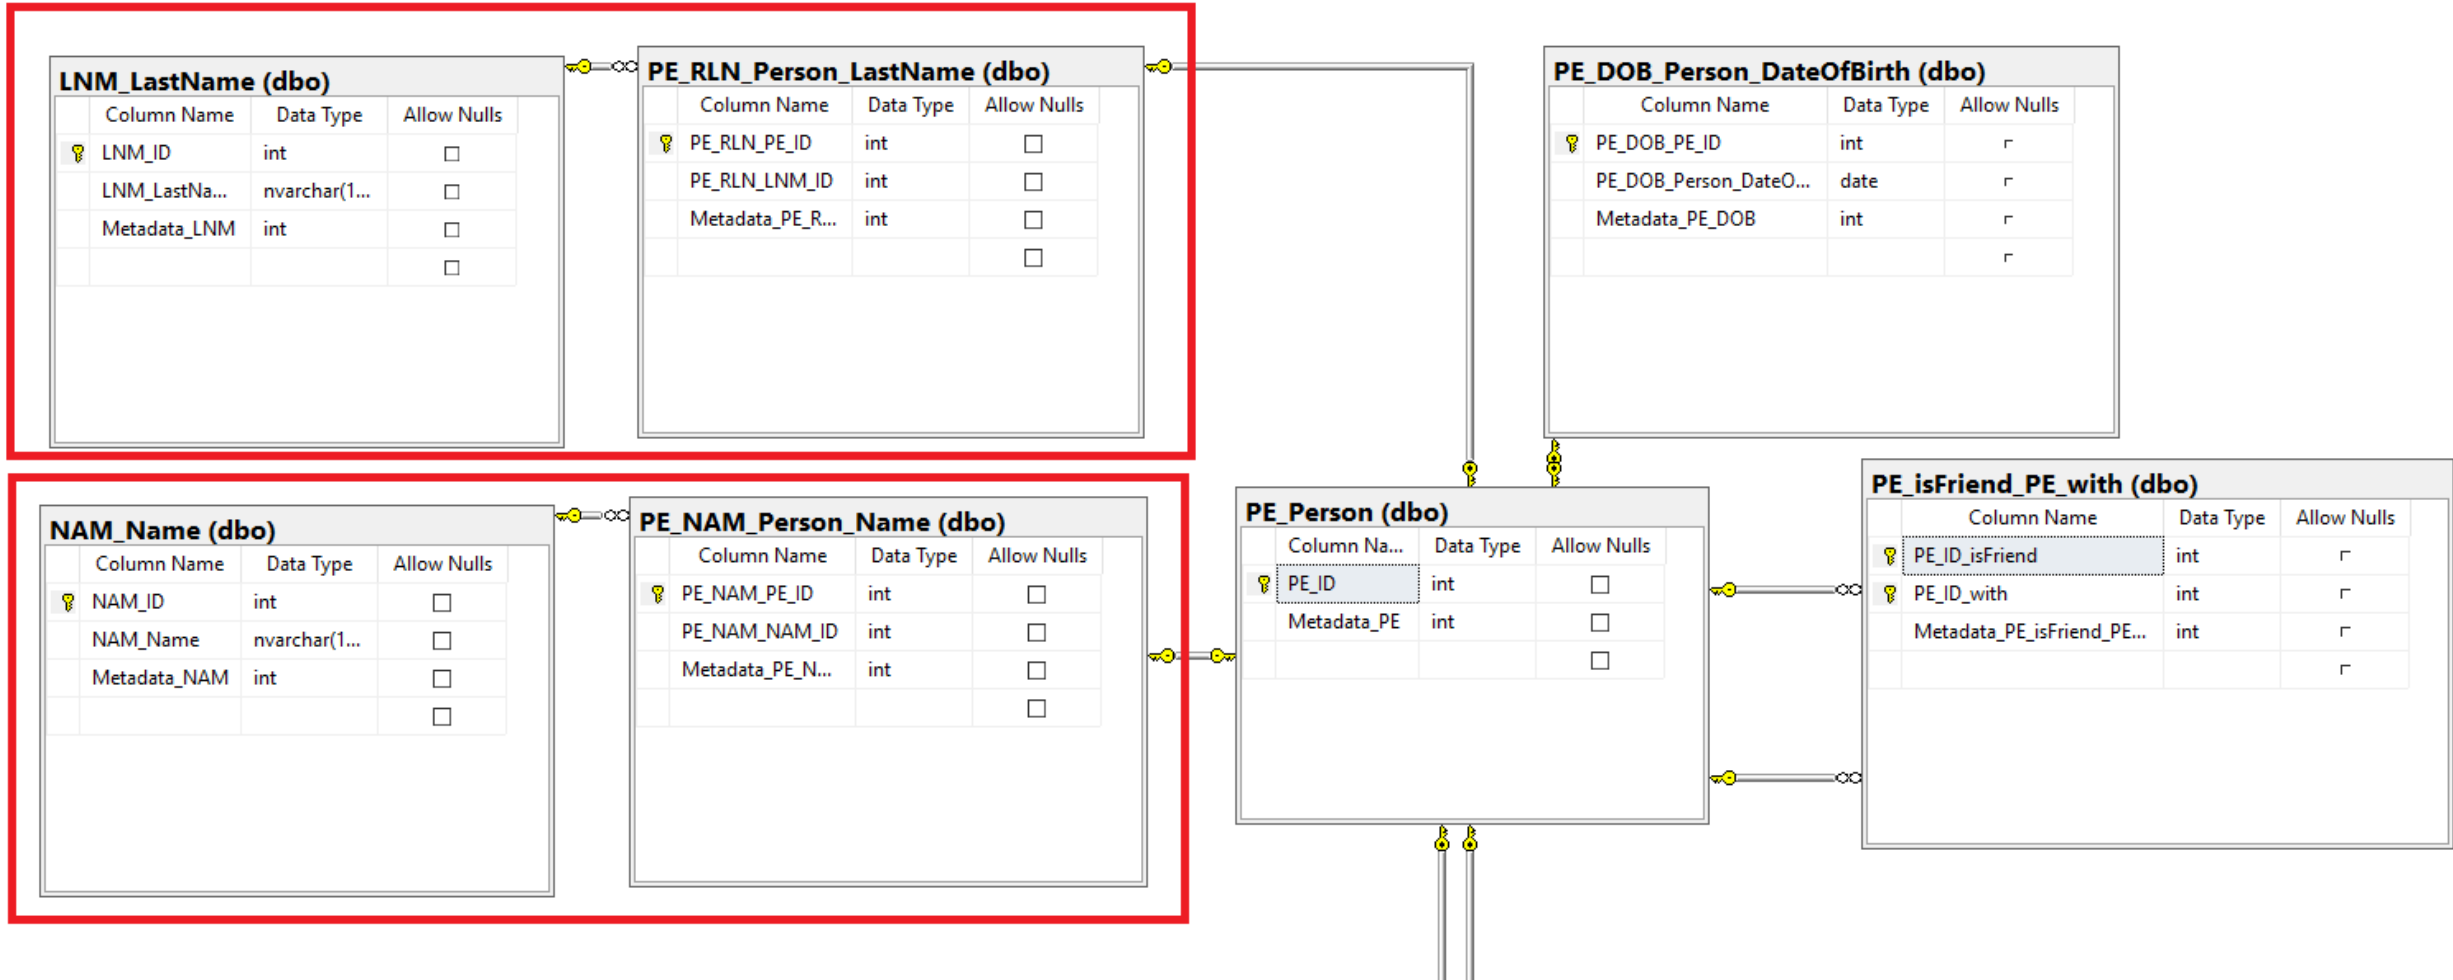 LNM_LastName (dbo)
Column Name Data Type Allow Nulls
LNM_ID int
LNM_LastNa... nvarchar(1...
Metadata_LNM int
PE_RLN_Person_LastName (dbo)
Column Name Data Type Allow Nulls
PE_RLN_PE_ID int
PE_RLN_LNM_ID int
Metadata_PE_R... int
PE_DOB_Person_DateOfBirth (dbo)
Column Name Data Type Allow Nulls
PE_DOB_PE_ID int
PE_DOB_Person_DateO... date
Metadata_PE_DOB int
NAM_Name (dbo)
Column Name Data Type Allow Nulls
NAM_ID int
NAM_Name nvarchar(1...
Metadata_NAM int
PE_NAM_Person_Name (dbo)
Column Name Data Type Allow Nulls
PE_NAM_PE_ID int
PE_NAM_NAM_ID int
Metadata_PE_N... int
PE_Person (dbo)
Column Na... Data Type Allow Nulls
PE_ID int
Metadata_PE int
PE_isFriend_PE_with (dbo)
Column Name Data Type Allow Nulls
PE_ID_isFriend int
PE_ID_with int
Metadata_PE_isFriend_PE... int